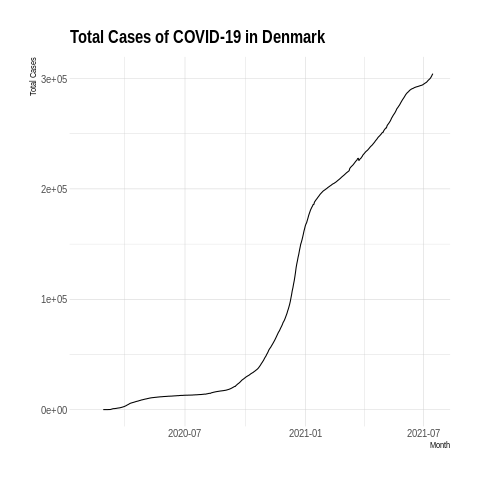 Total Cases of COVID-19 in Denmark
Total Cases
3e+05
2e+05
1e+05
0e+00
2020-07
2021-01
2021-07
Month